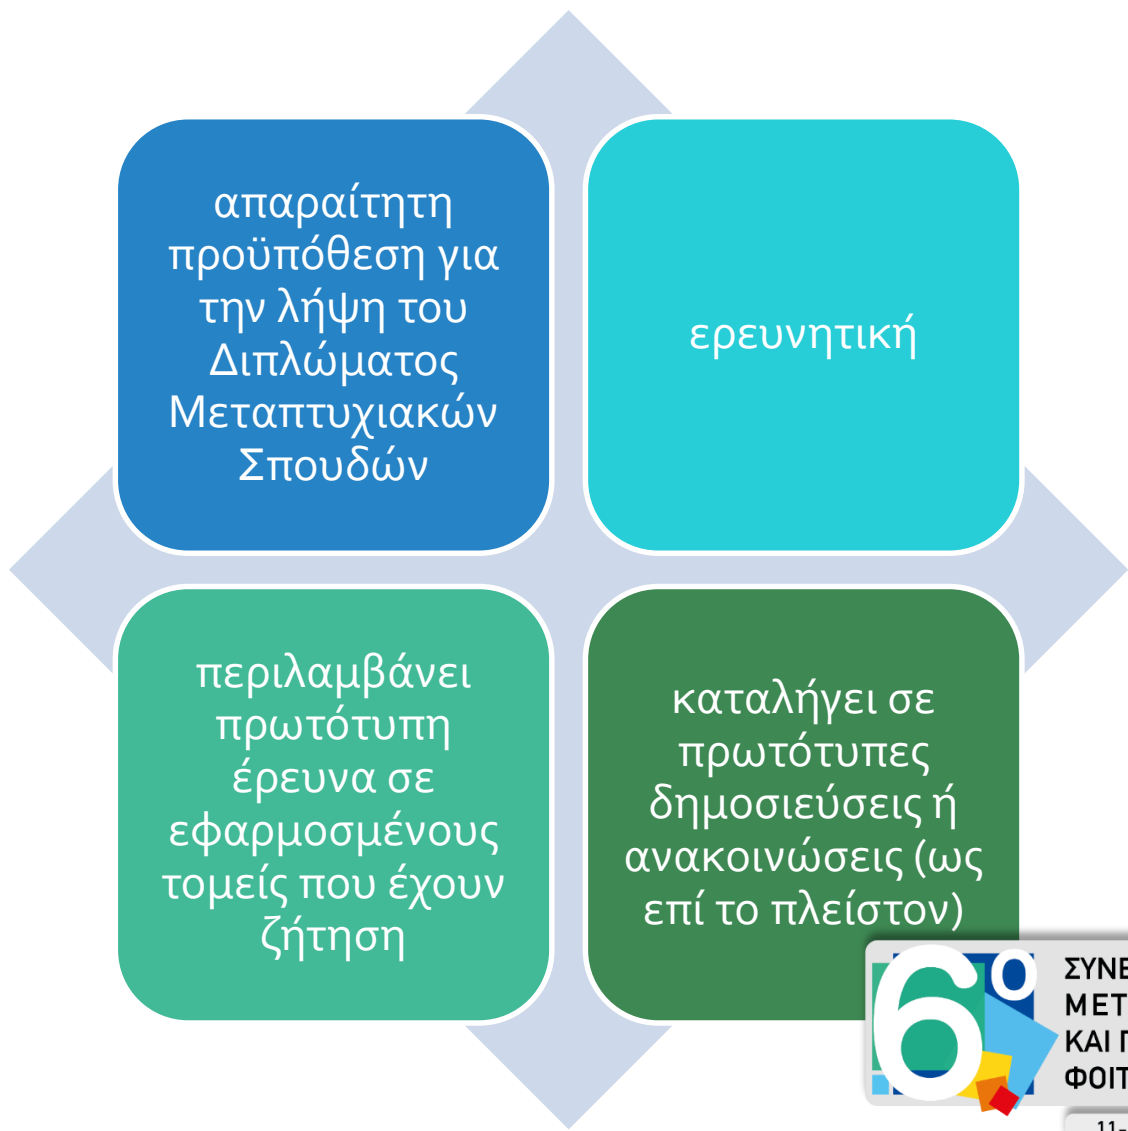 απαραίτητη
προϋπόθεση για
την λήψη του
Διπλώματος
Μεταπτυχιακών
Σπουδών
ερευνητική
περιλαμβάνει
πρωτότυπη
έρευνα σε
εφαρμοσμένους
τομείς που έχουν
ζήτηση
καταλήγει σε
πρωτότυπες
δημοσιεύσεις ή
ανακοινώσεις (ως
επί το πλείστον)
6ο
ΚΑΙ